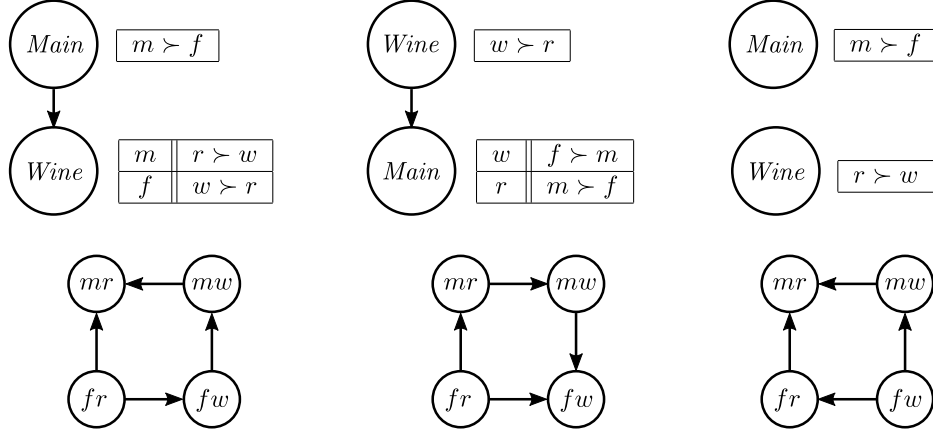 Main m ≻ f
Wine m r ≻ w
f w ≻ r
mr mw
fr fw
Wine w ≻ r
Main w f ≻ m
r m ≻ f
mr mw
fr fw
Main m ≻ f
Wine r ≻ w
mr mw
fr fw